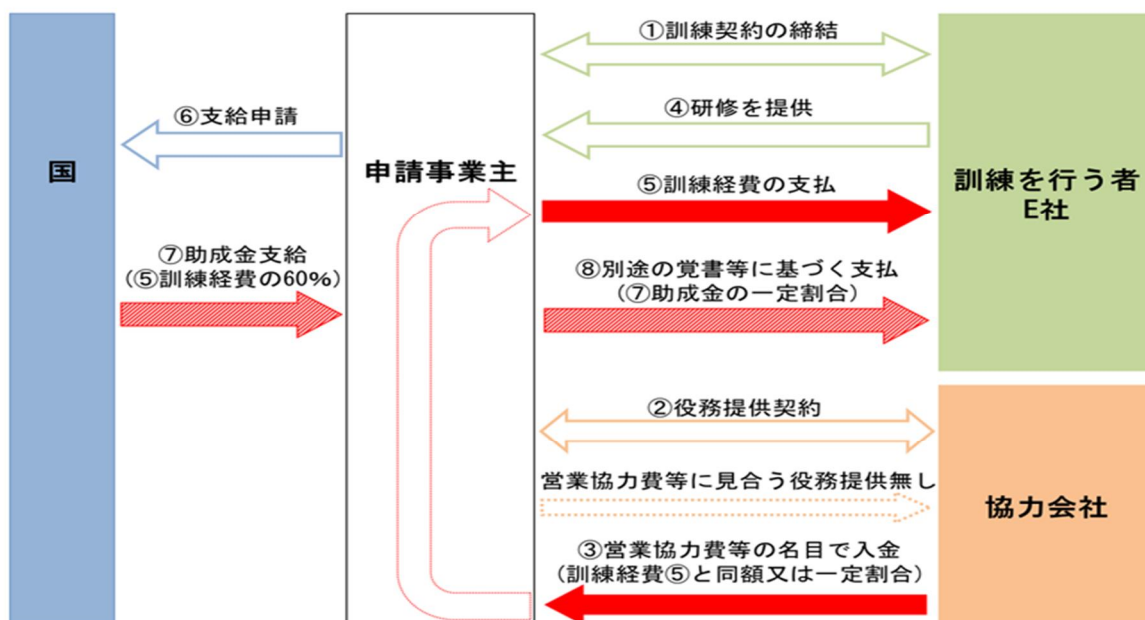 ①訓練契約の締結
⑥支給申請
④研修を提供
国
申請事業主
⑤訓練経費の支払
訓練を行う者
E社
⑦助成金支給
(⑤訓練経費の60%)
⑧別途の覚書等に基づく支払
(⑦助成金の一定割合)
②役務提供契約
営業協力費等に見合う役務提供無し
協力会社
③営業協力費等の名目で入金
(訓練経費⑤と同額又は一定割合)